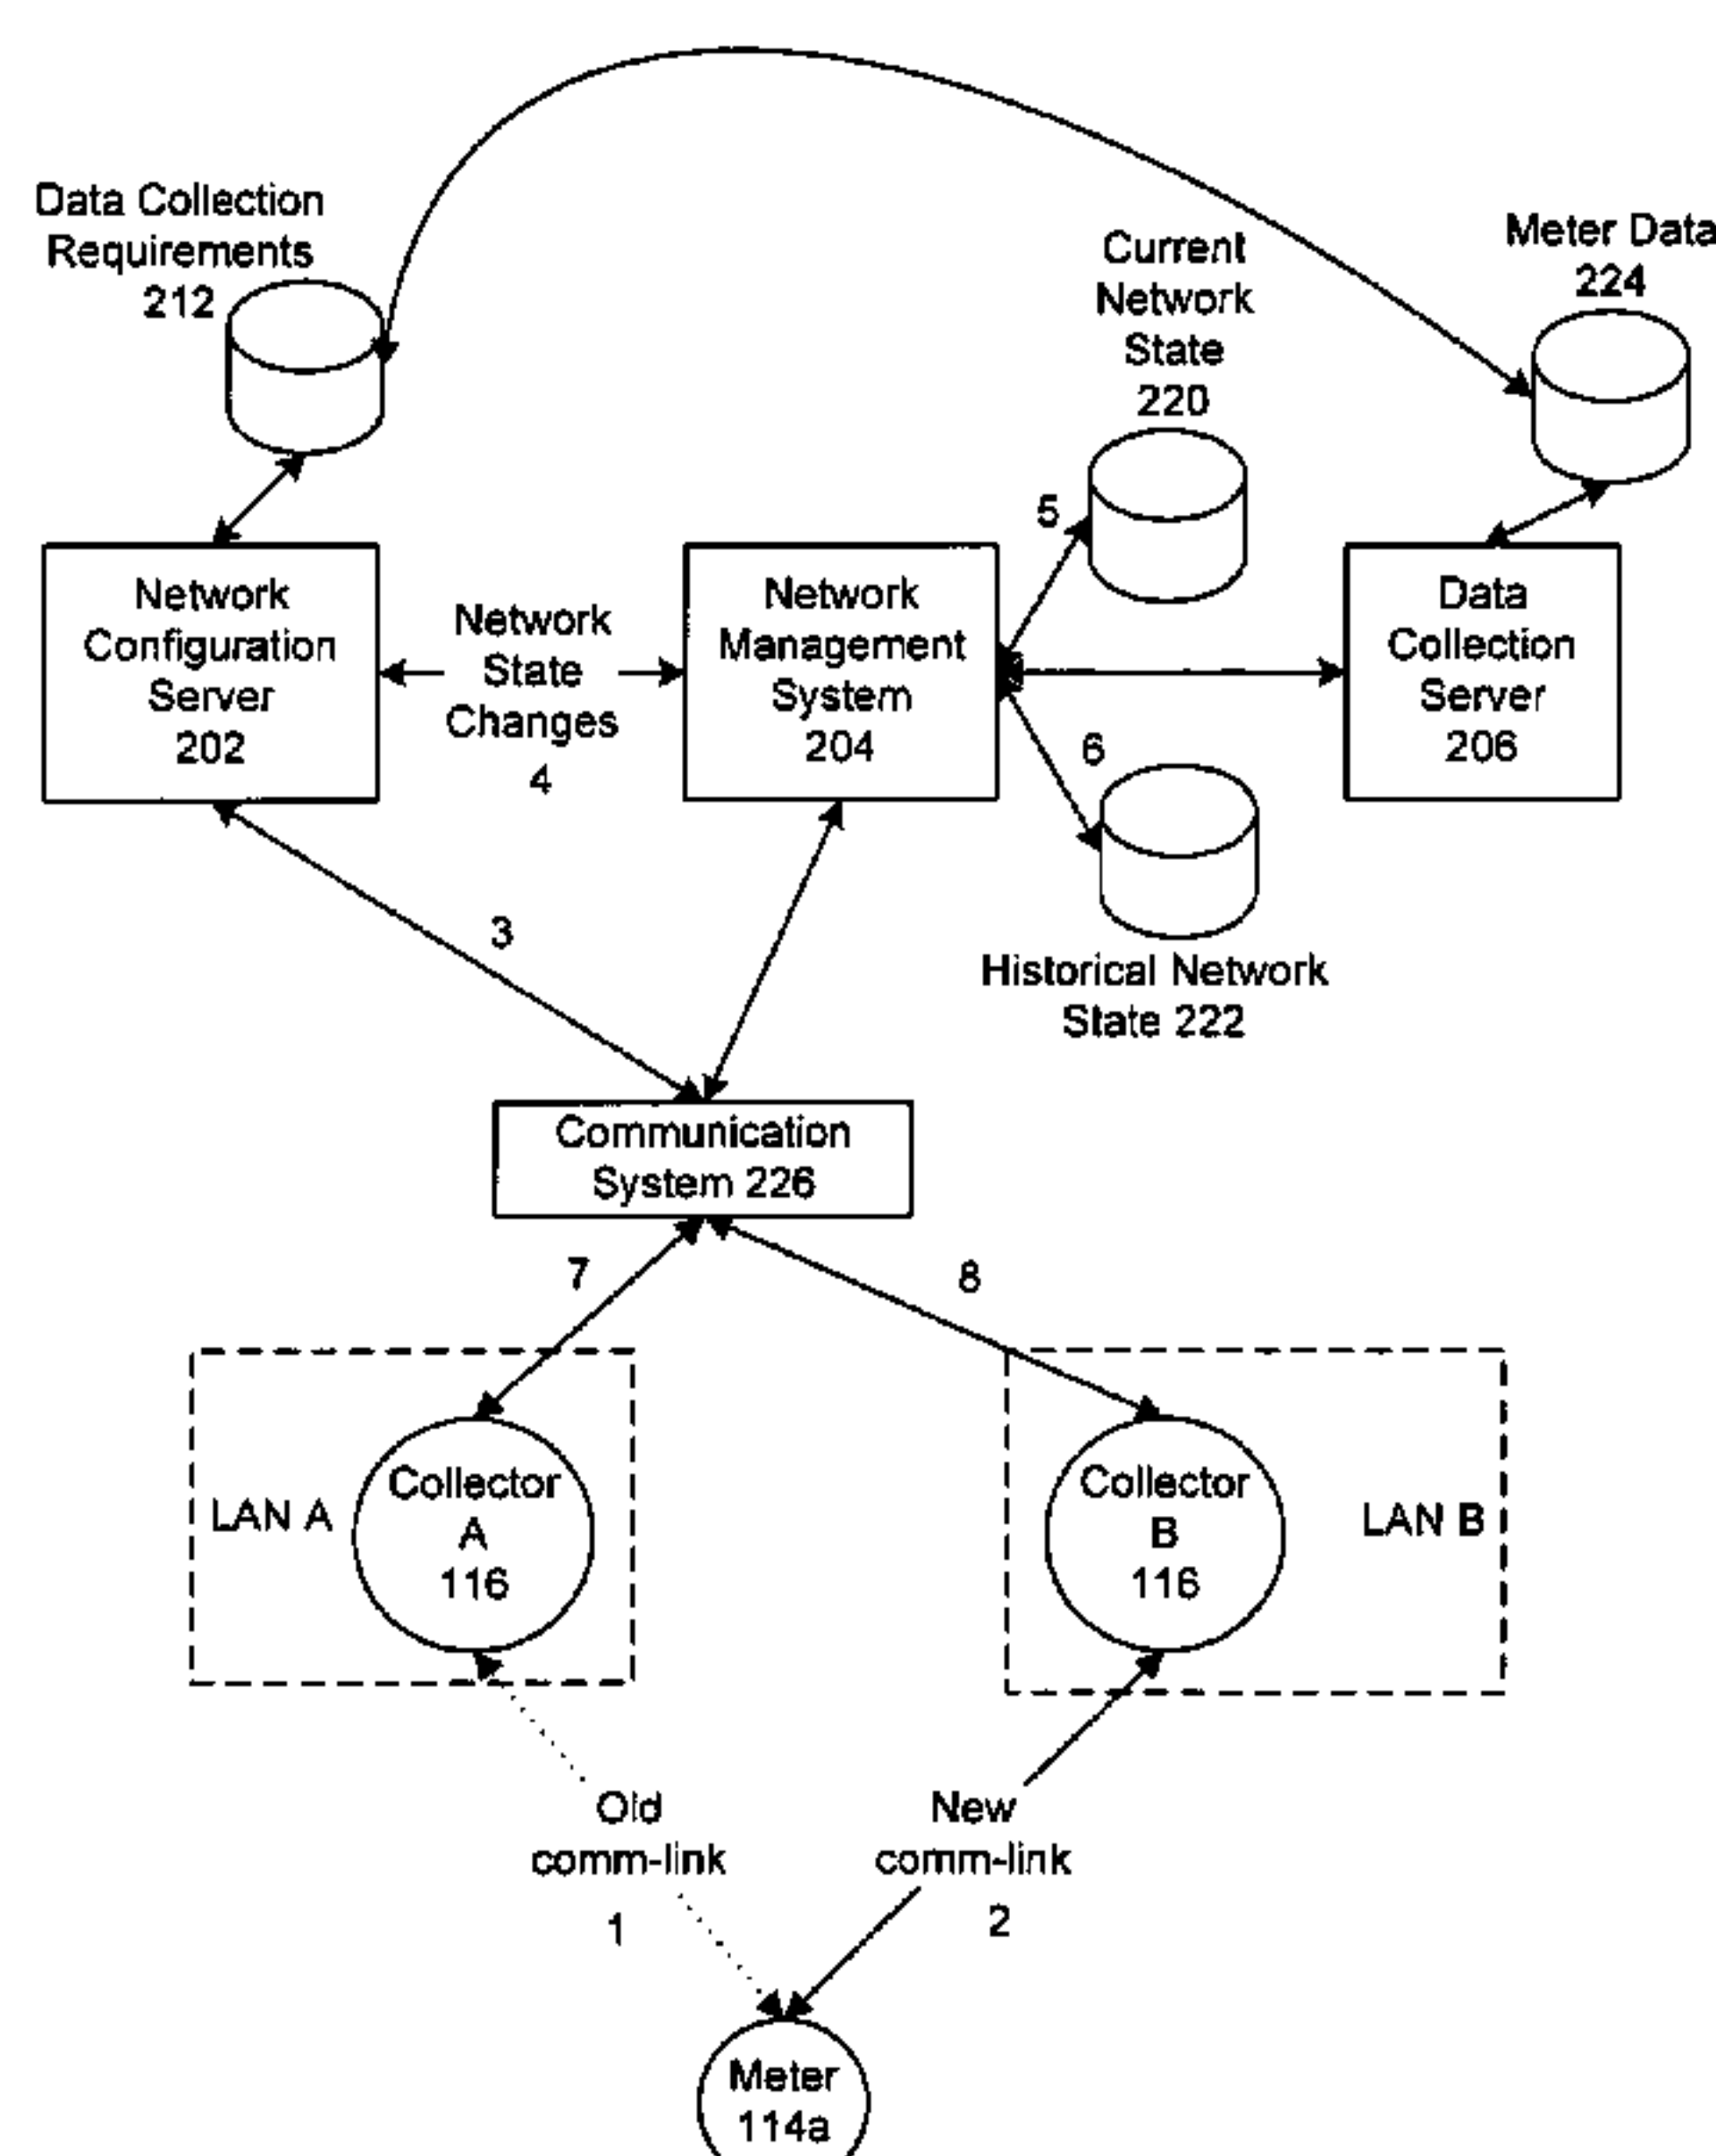 Data Collection
Requirements
212
Current
Network
State
220
Meter Data
224
5
Network
Configuration
Server
202
Network
State
Changes
4
Network
Management
System
204
Data
Collection
Server
206
6
Historical Network
State 222
3
Communication
System 226
7
8
LAN A
Collector
A
116
Collector
B
116
LAN B
Old
comm-link
1
New
comm-link
2
Meter
114a